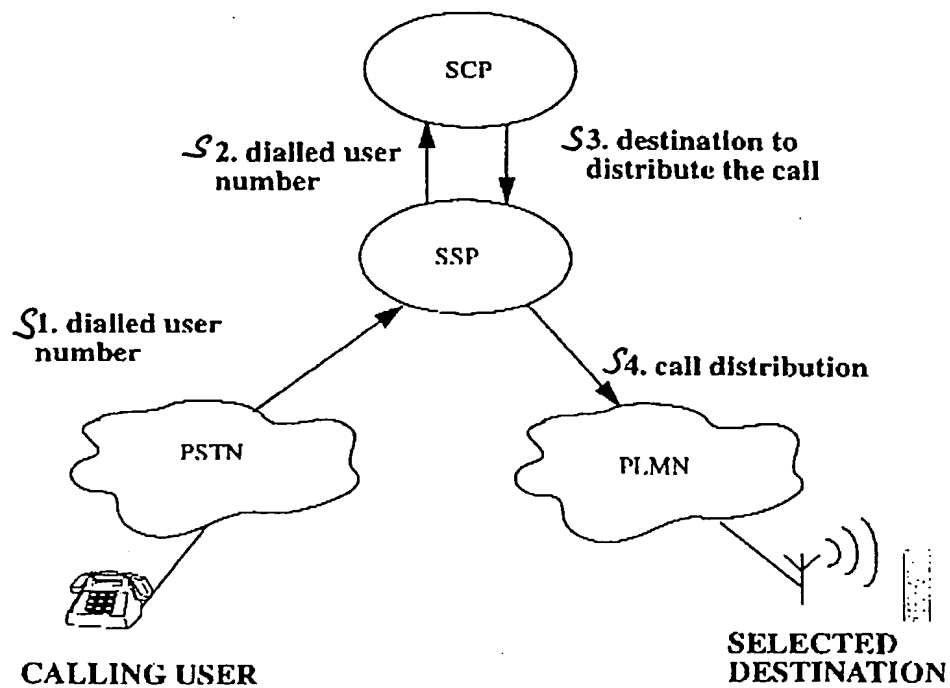 SCP
S2. dialled user
number
S3. destination to
distribute the call
SSP
S1. dialled user
number
S4. call distribution
PSTN
PLMN
CALLING USER
SELECTED
DESTINATION